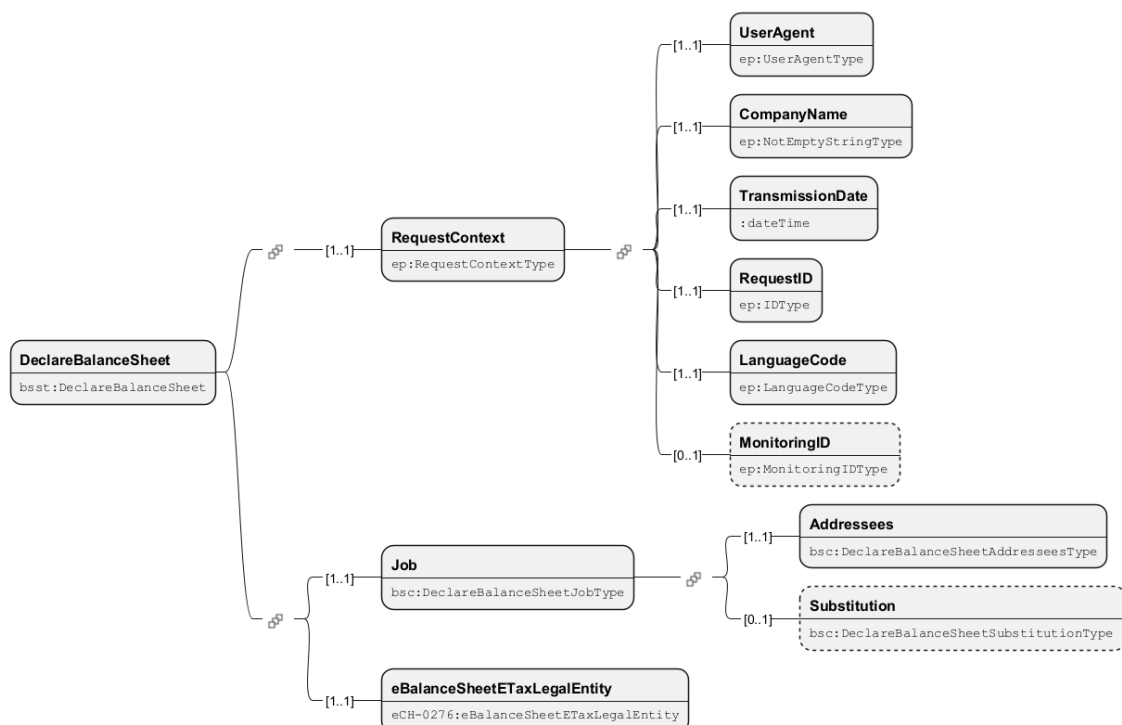 UserAgent
[1..1]
ep:UserAgentType
CompanyName
[1..1]
ep:NotEmptyStringType
TransmissionDate
[1..1]
:dateTime
RequestContext
[1..1]
ep:RequestContextType
RequestID
[1..1]
ep:IDType
DeclareBalanceSheet
bsst:DeclareBalanceSheet
LanguageCode
[1..1]
ep:LanguageCodeType
MonitoringID
[0..1]
ep:MonitoringIDType
Addressees
[1..1]
bsc:DeclareBalanceSheetAddresseesType
Job
[1..1]
bsc:DeclareBalanceSheetJobType
Substitution
[0..1]
bsc:DeclareBalanceSheetSubstitutionType
eBalanceSheetETaxLegalEntity
[1..1]
eCH-0276:eBalanceSheetETaxLegalEntity